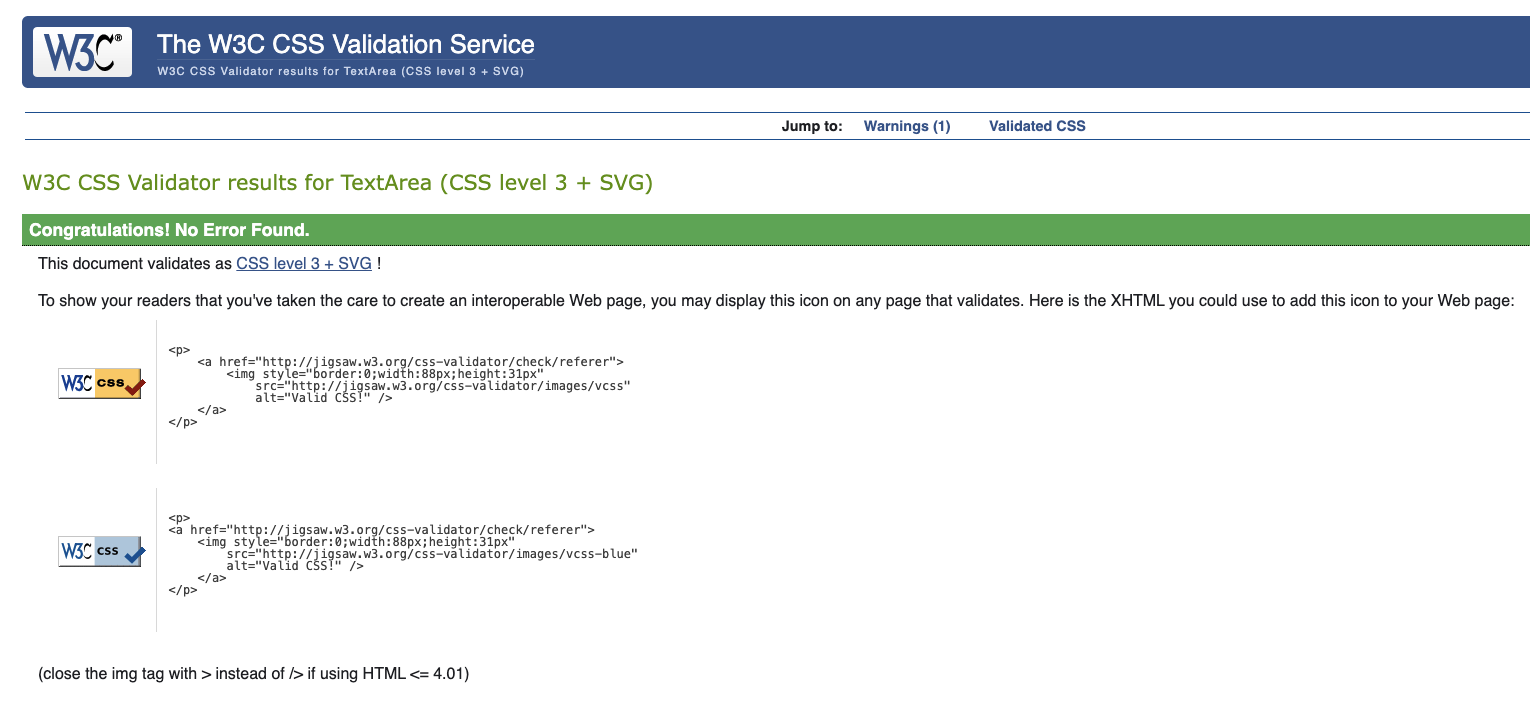 W3C®
The W3C CSS Validation Service
W3C CSS Validator results for TextArea (CSS level 3 + SVG)
Jump to: Warnings (1) Validated CSS
W3C CSS Validator results for TextArea (CSS level 3 + SVG)
Congratulations! No Error Found.
This document validates as CSS level 3 + SVG !
To show your readers that you've taken the care to create an interoperable Web page, you may display this icon on any page that validates. Here is the XHTML you could use to add this icon to your Web page:
W3C css
<p>
    <a href="http://jigsaw.w3.org/css-validator/check/referer">
        <img style="border:0;width:88px;height:31px"
            src="http://jigsaw.w3.org/css-validator/images/vcss"
            alt="Valid CSS!" />
    </a>
</p>
W3C css
<p>
<a href="http://jigsaw.w3.org/css-validator/check/referer">
    <img style="border:0;width:88px;height:31px"
        src="http://jigsaw.w3.org/css-validator/images/vcss-blue"
        alt="Valid CSS!" />
    </a>
</p>
(close the img tag with > instead of /> if using HTML <= 4.01)